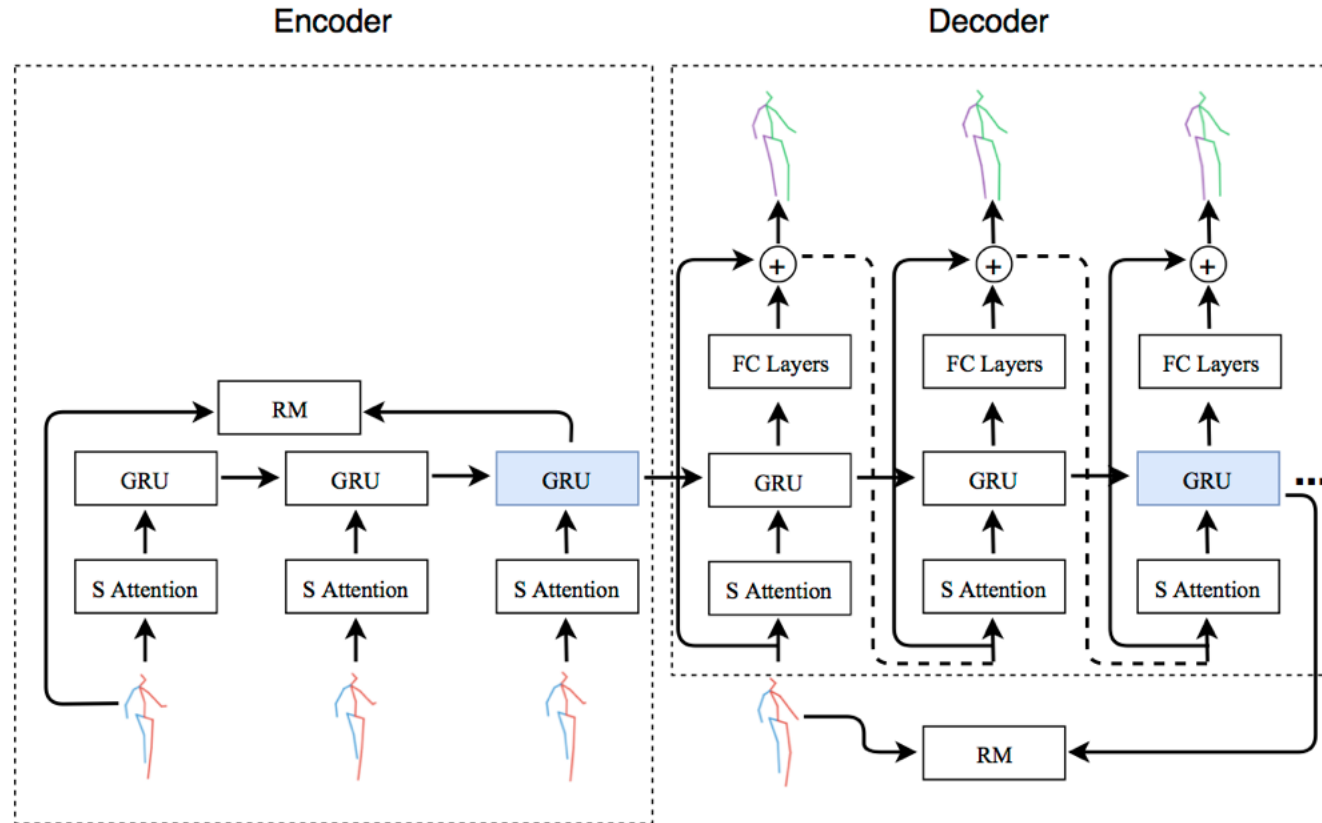 Encoder
Decoder
+
+
+
FC Layers
FC Layers
FC Layers
RM
GRU
GRU
GRU
GRU
GRU
GRU
...
S Attention
S Attention
S Attention
S Attention
S Attention
S Attention
RM